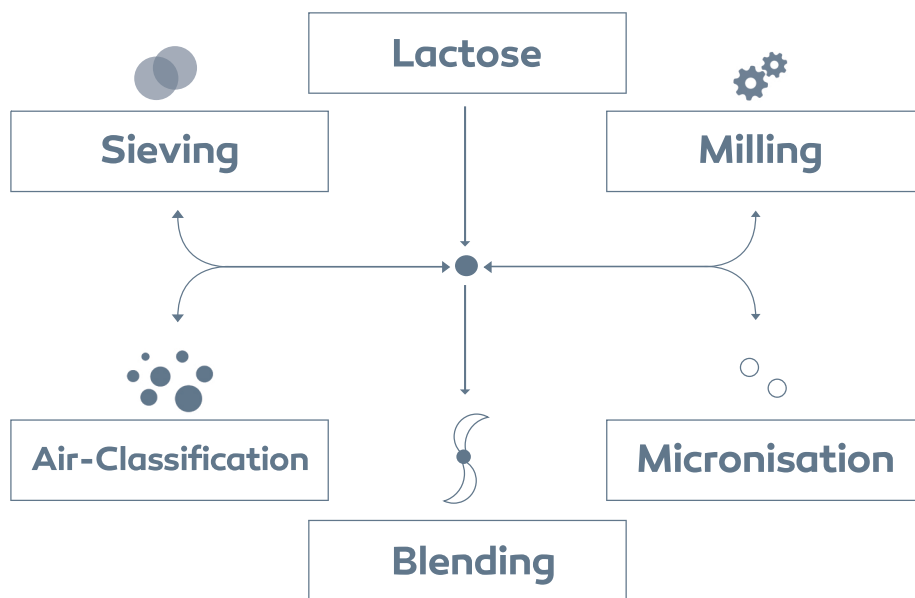 Lactose
Sieving
Milling
Air-Classification
Micronisation
Blending